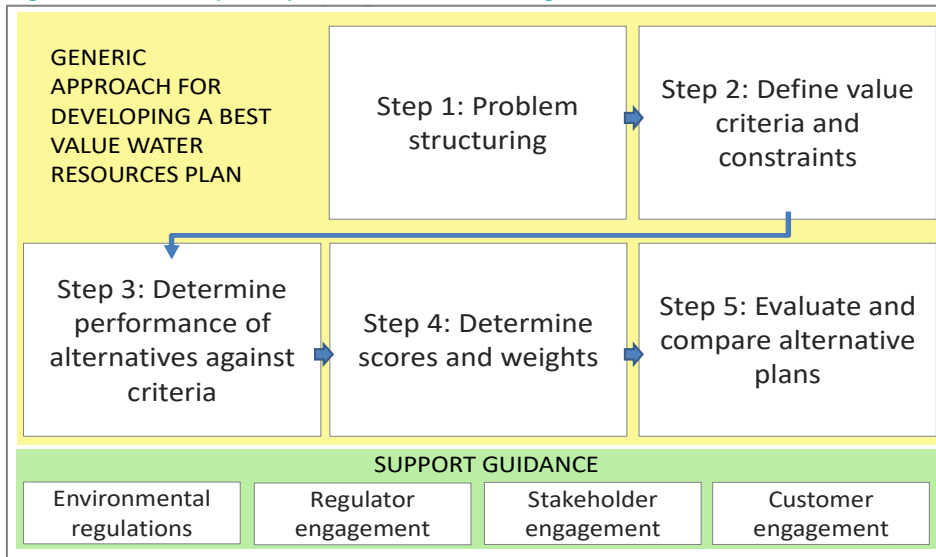 GENERIC
APPROACH FOR
DEVELOPING A BEST
VALUE WATER
RESOURCES PLAN
Step 1: Problem
structuring
Step 2: Define value
criteria and
constraints
Step 3: Determine
performance of
alternatives against
criteria
Step 4: Determine
scores and weights
Step 5: Evaluate and
compare alternative
plans
SUPPORT GUIDANCE
Environmental
regulations
Regulator
engagement
Stakeholder
engagement
Customer
engagement